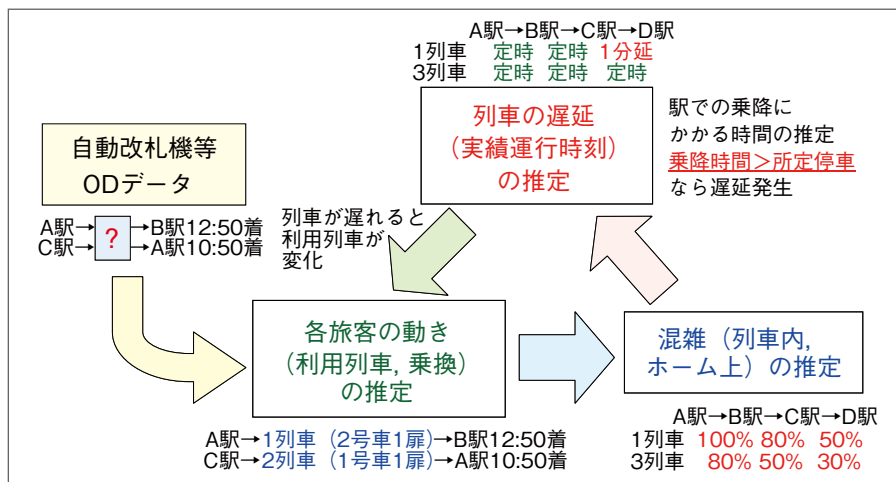 A駅→B駅→C駅→D駅
1列車 定時 定時 1分延
3列車 定時 定時 定時
列車の遅延
(実績運行時刻)
の推定
駅での乗降に
かかる時間の推定
乗降時間>所定停車
なら遅延発生
自動改札機等
ODデータ
A駅→?→B駅12:50着
C駅→?→A駅10:50着
列車が遅れると
利用列車が
変化
各旅客の動き
(利用列車, 乗換)
の推定
A駅→1列車(2号車1扉)→B駅12:50着
C駅→2列車(1号車1扉)→A駅10:50着
混雑(列車内,
ホーム上)の推定
A駅→B駅→C駅→D駅
1列車 100% 80% 50%
3列車 80% 50% 30%